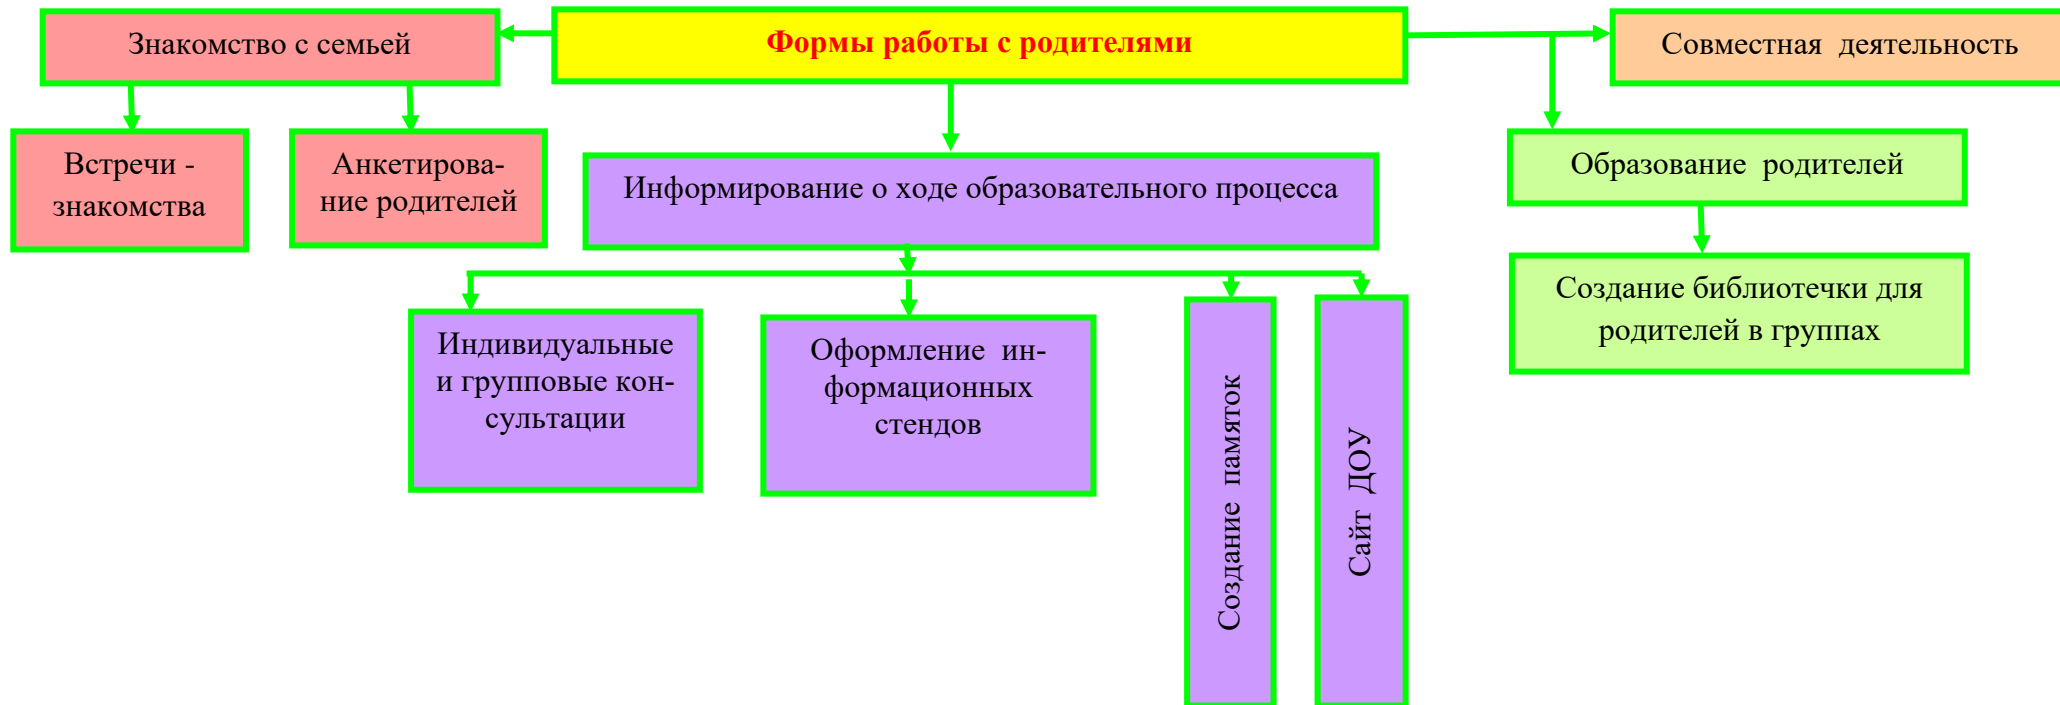 Знакомство с семьей
Формы работы с родителями
Совместная деятельность
Встречи -
знакомства
Анкетирова-
ние родителей
Информирование о ходе образовательного процесса
Образование родителей
Создание библиотечки для
родителей в группах
Индивидуальные
и групповые кон-
сультации
Оформление ин-
формационных
стендов
Создание памяток
Сайт ДОУ